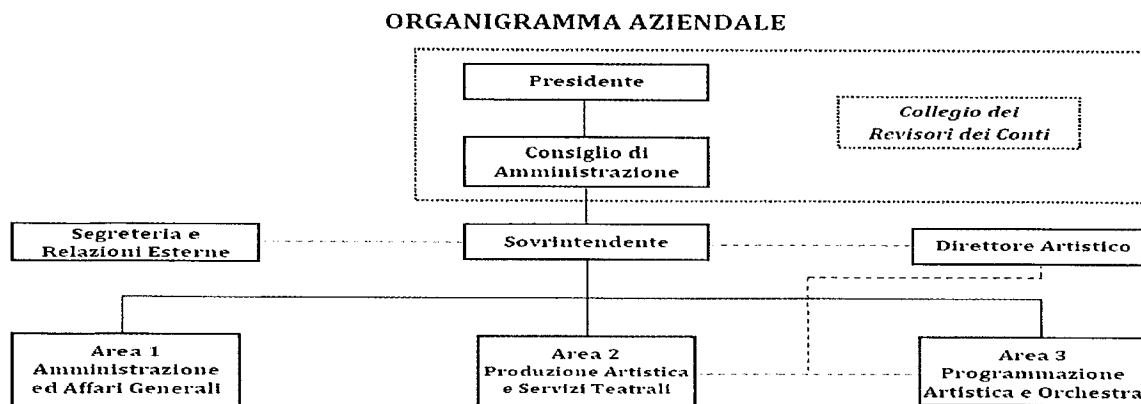 ORGANIGRAMMA AZIENDALE
Presidente
Collegio dei
Revisori dei Conti
Consiglio di
Amministrazione
Segreteria e
Relazioni Esterne
Sovrintendente
Direttore Artistico
Area 1
Amministrazione
ed Affari Generali
Area 2
Produzione Artistica
e Servizi Teatrali
Area 3
Programmazione
Artistica e Orchestra